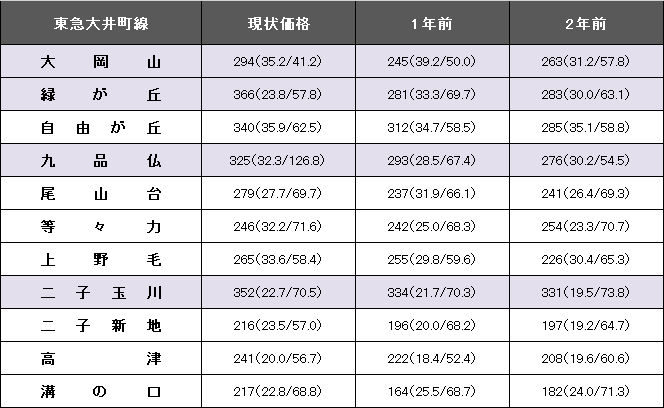 東急大井町線 現状価格 1年前 2年前
大岡山 294(35.2/41.2) 245(39.2/50.0) 263(31.2/57.8)
緑が丘 366(23.8/57.8) 281(33.3/69.7) 283(30.0/63.1)
自由が丘 340(35.9/62.5) 312(34.7/58.5) 285(35.1/58.8)
九品仏 325(32.3/126.8) 293(28.5/67.4) 276(30.2/54.5)
尾山台 279(27.7/69.7) 237(31.9/66.1) 241(26.4/69.3)
等々力 246(32.2/71.6) 242(25.0/68.3) 254(23.3/70.7)
上野毛 265(33.6/58.4) 255(29.8/59.6) 226(30.4/65.3)
二子玉川 352(22.7/70.5) 334(21.7/70.3) 331(19.5/73.8)
二子新地 216(23.5/57.0) 196(20.0/68.2) 197(19.2/64.7)
高津 241(20.0/56.7) 222(18.4/52.4) 208(19.6/60.6)
溝の口 217(22.8/68.8) 164(25.5/68.7) 182(24.0/71.3)